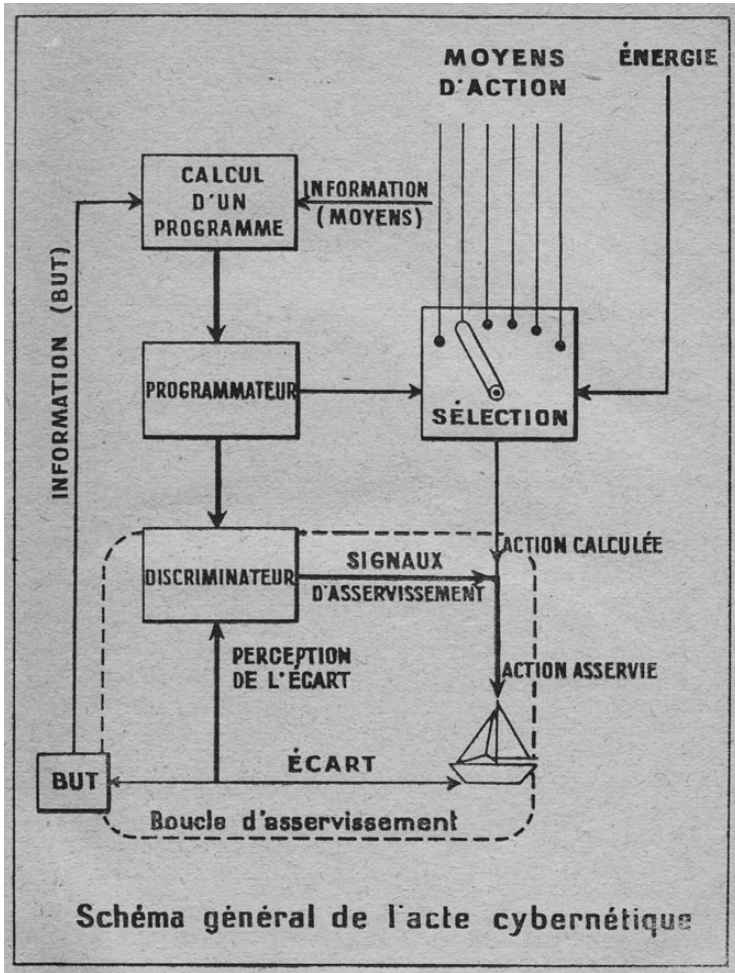 MOYENS
D'ACTION
ÉNERGIE
CALCUL
D'UN
PROGRAMME
INFORMATION
(MOYENS)
INFORMATION (BUT)
PROGRAMMATEUR
SÉLECTION
ACTION CALCULÉE
DISCRIMINATEUR
SIGNAUX
D'ASSERVISSEMENT
PERCEPTION
DE L'ÉCART
ACTION ASSERVIE
BUT
ÉCART
Boucle d'asservissement
Schéma général de l'acte cybernétique